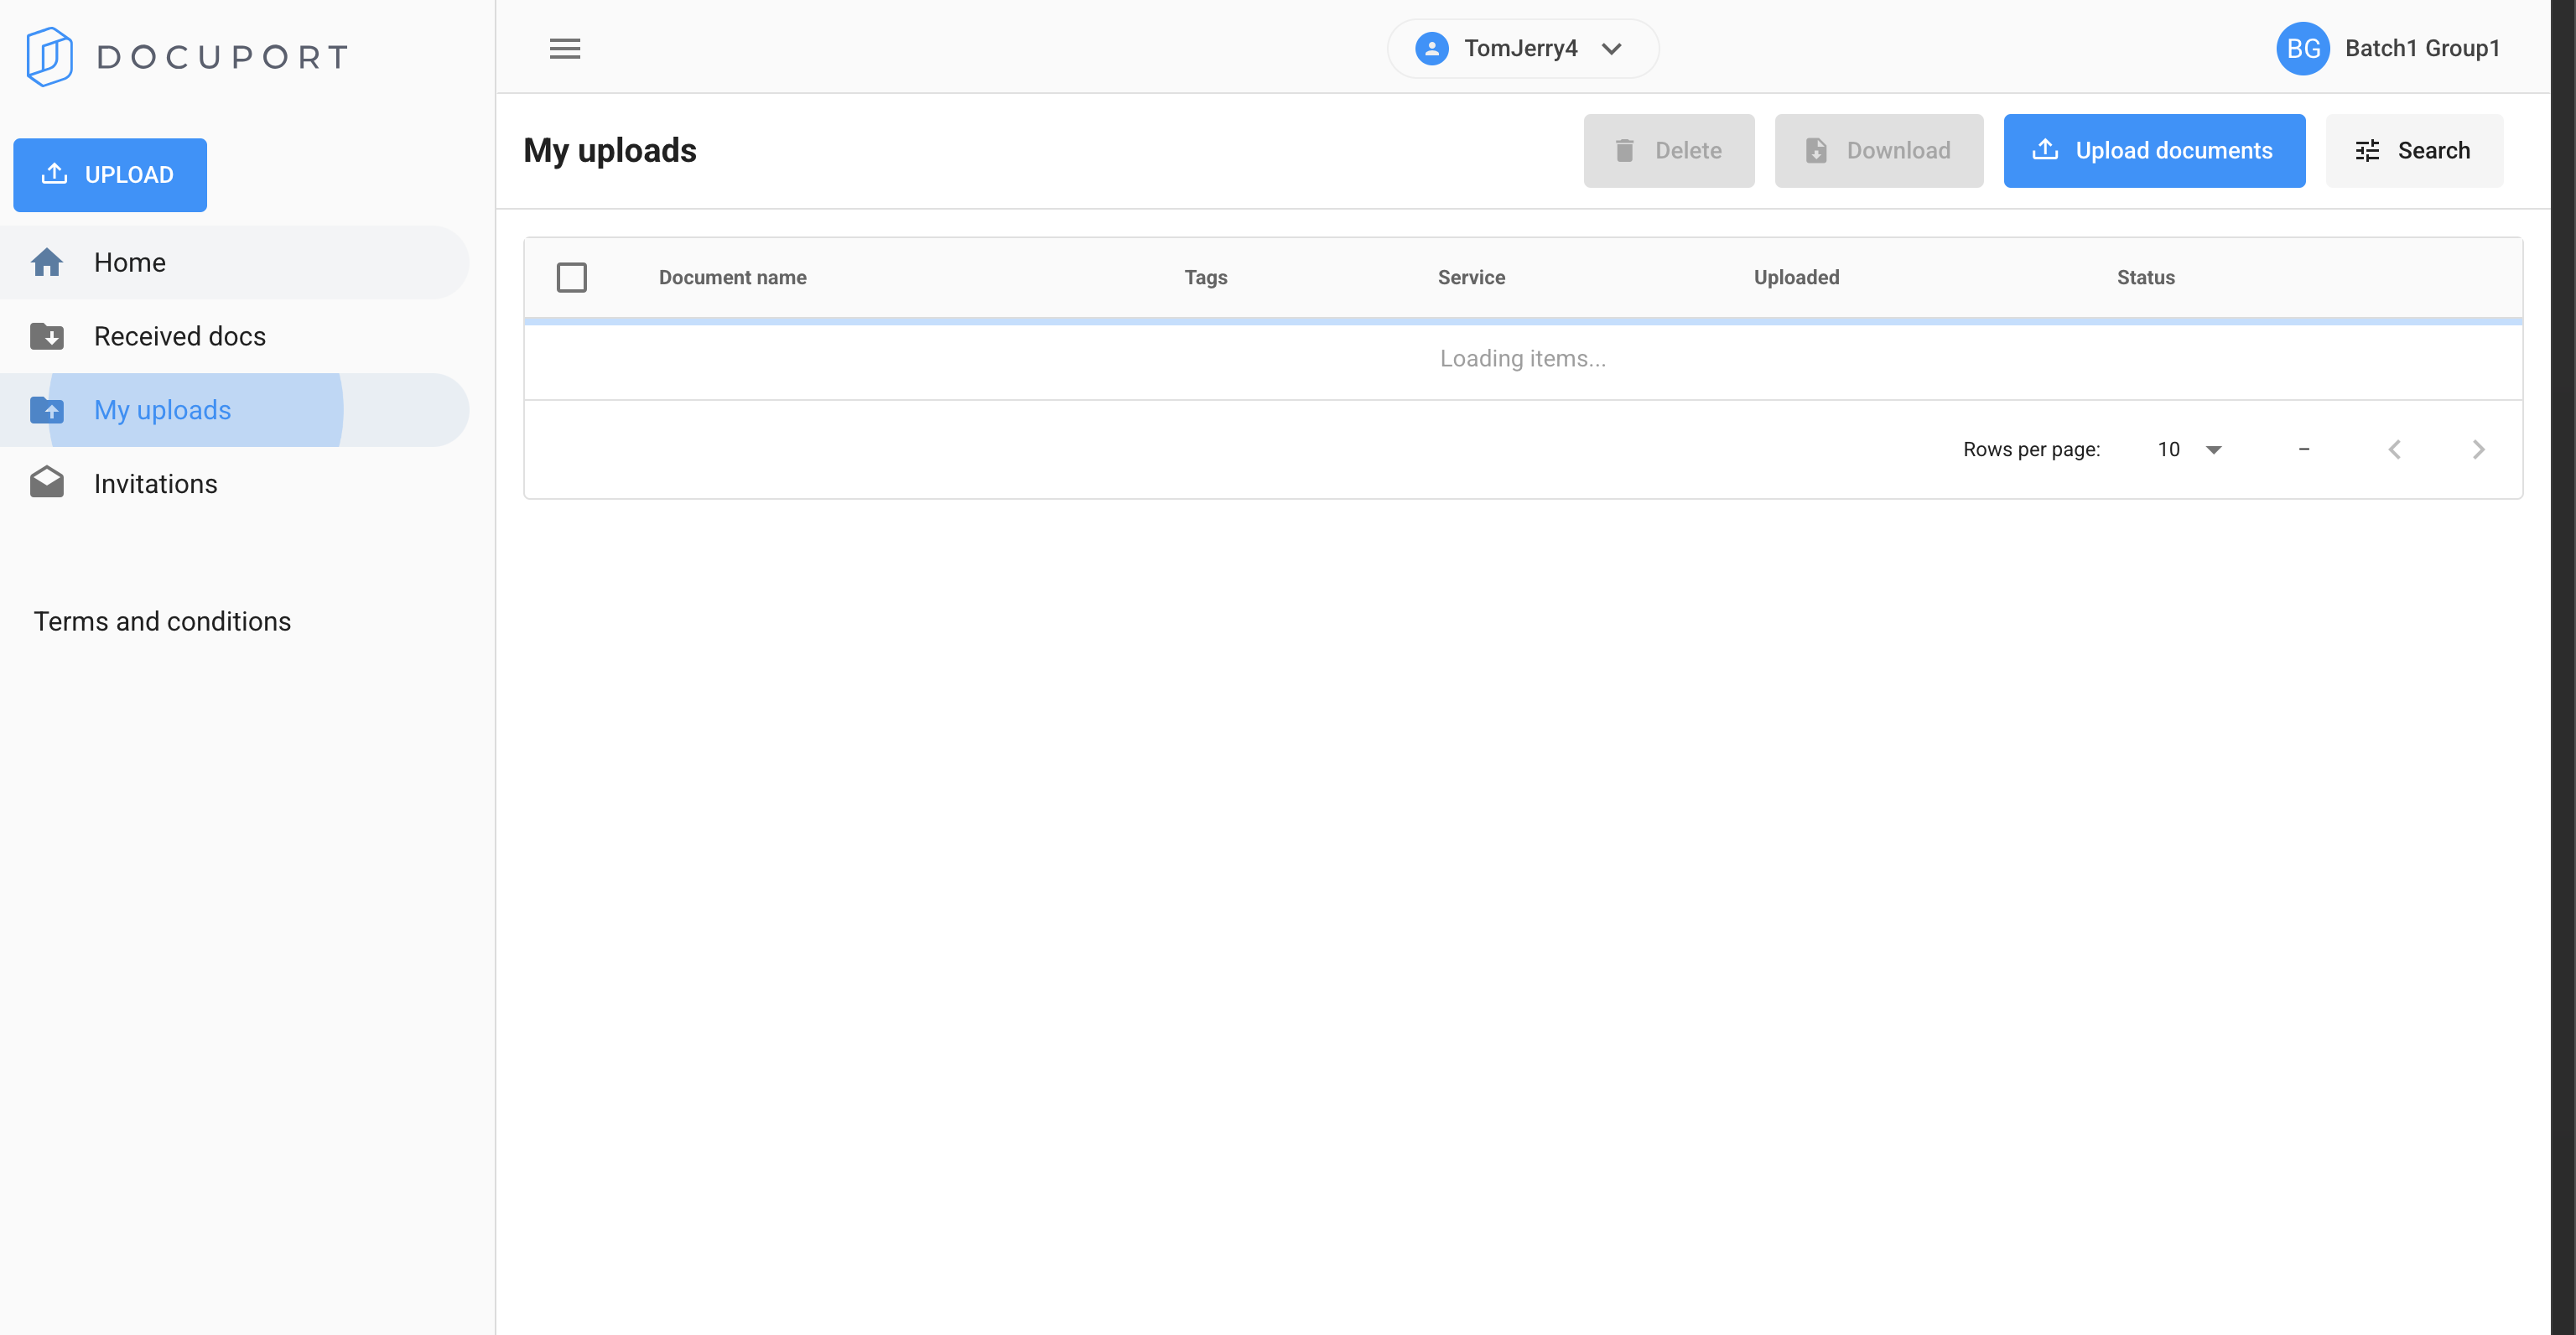 DOCUPORT
TomJerry4
BG Batch1 Group1
UPLOAD
Home
Received docs
My uploads
Invitations
Terms and conditions
My uploads
Delete
Download
Upload documents
Search
Document name Tags Service Uploaded Status
Loading items...
Rows per page: 10 –